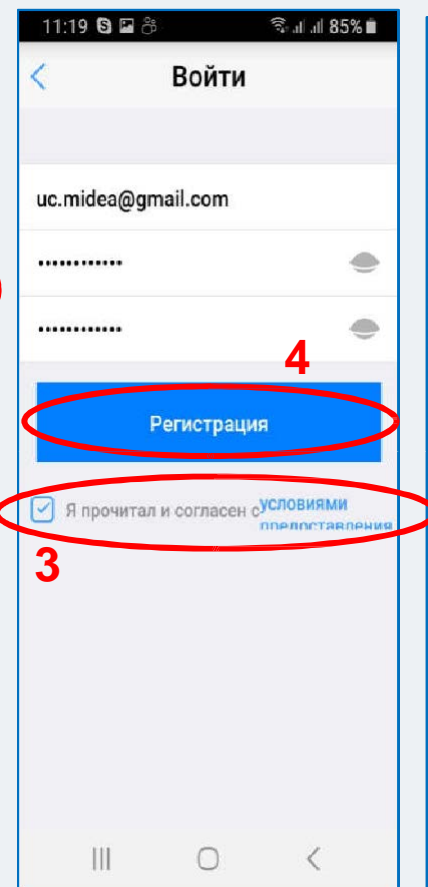 11:19 85%
Войти
uc.midea@gmail.com
••••••••••••
••••••••••••
4
Регистрация
Я прочитал и согласен с условиями
предоставления
3